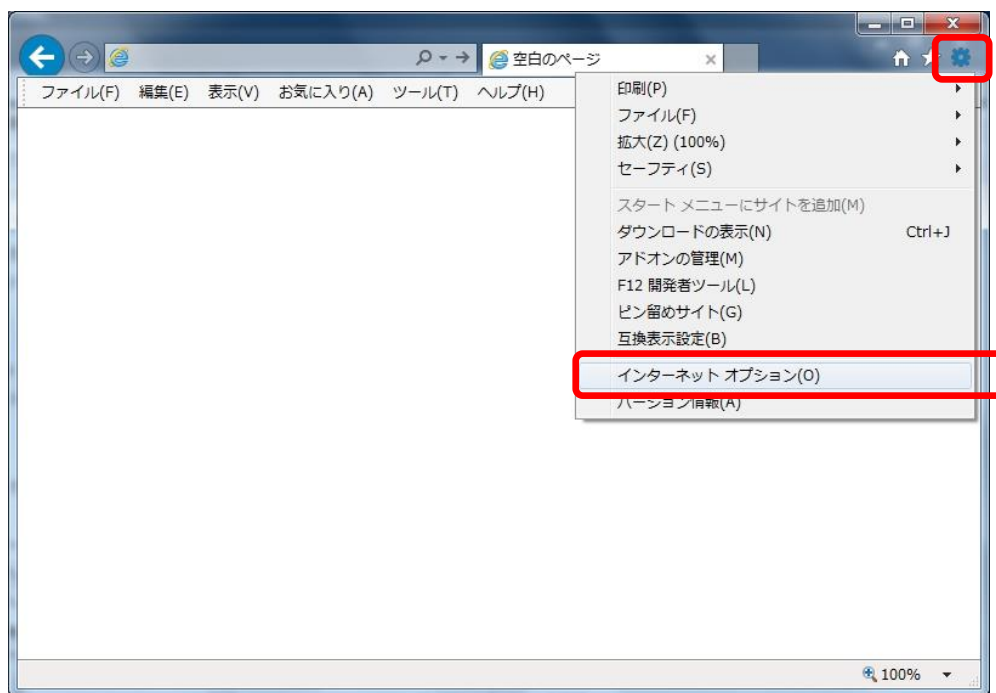 空白のページ
ファイル(F) 編集(E) 表示(V) お気に入り(A) ツール(T) ヘルプ(H)
印刷(P)
ファイル(F)
拡大(Z) (100%)
セーフティ(S)
スタート メニューにサイトを追加(M)
ダウンロードの表示(N) Ctrl+J
アドオンの管理(M)
F12 開発者ツール(L)
ピン留めサイト(G)
互換表示設定(B)
インターネット オプション(O)
バージョン情報(A)
100%